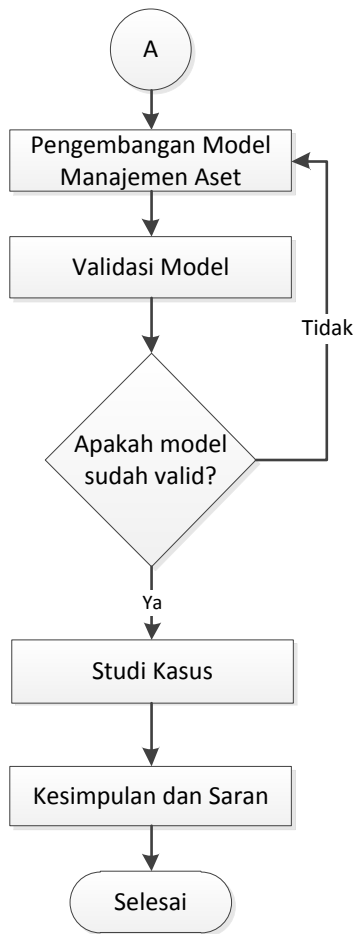 A
Pengembangan Model
Manajemen Aset
Validasi Model
Tidak
Apakah model
sudah valid?
Ya
Studi Kasus
Kesimpulan dan Saran
Selesai